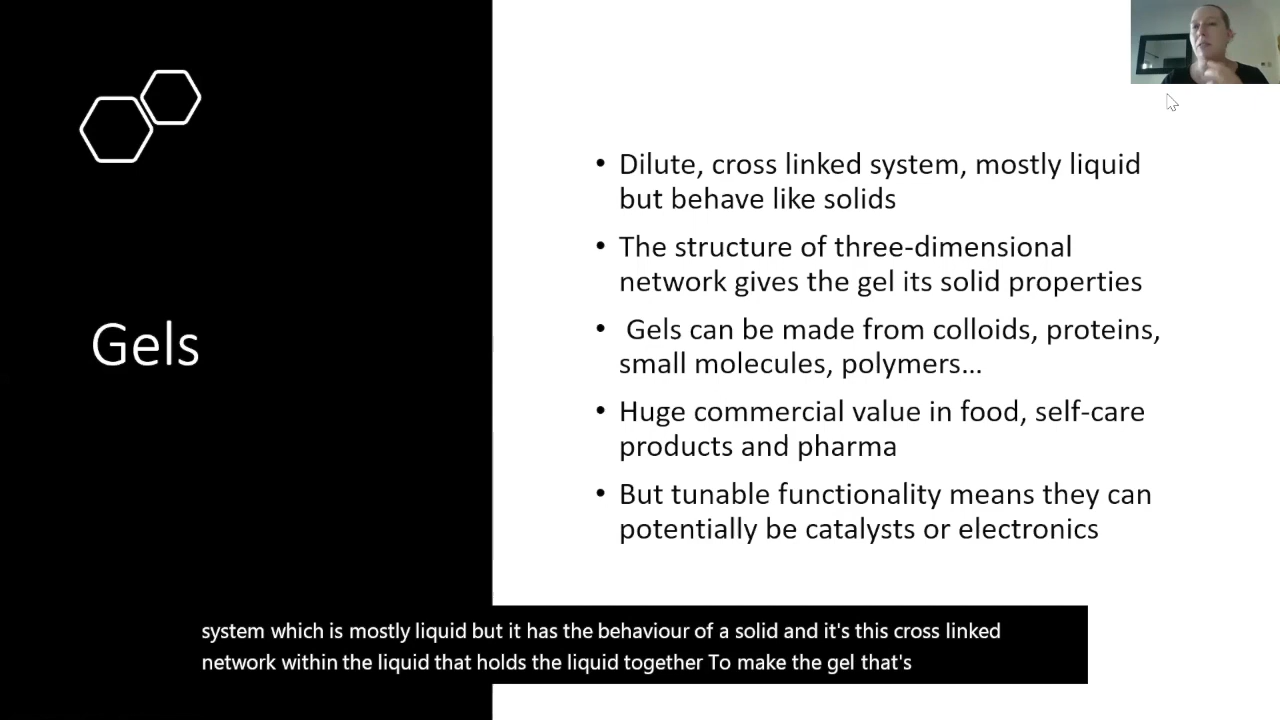 Gels
• Dilute, cross linked system, mostly liquid
but behave like solids
• The structure of three-dimensional
network gives the gel its solid properties
• Gels can be made from colloids, proteins,
small molecules, polymers…
• Huge commercial value in food, self-care
products and pharma
• But tunable functionality means they can
potentially be catalysts or electronics
system which is mostly liquid but it has the behaviour of a solid and it's this cross linked
network within the liquid that holds the liquid together To make the gel that's